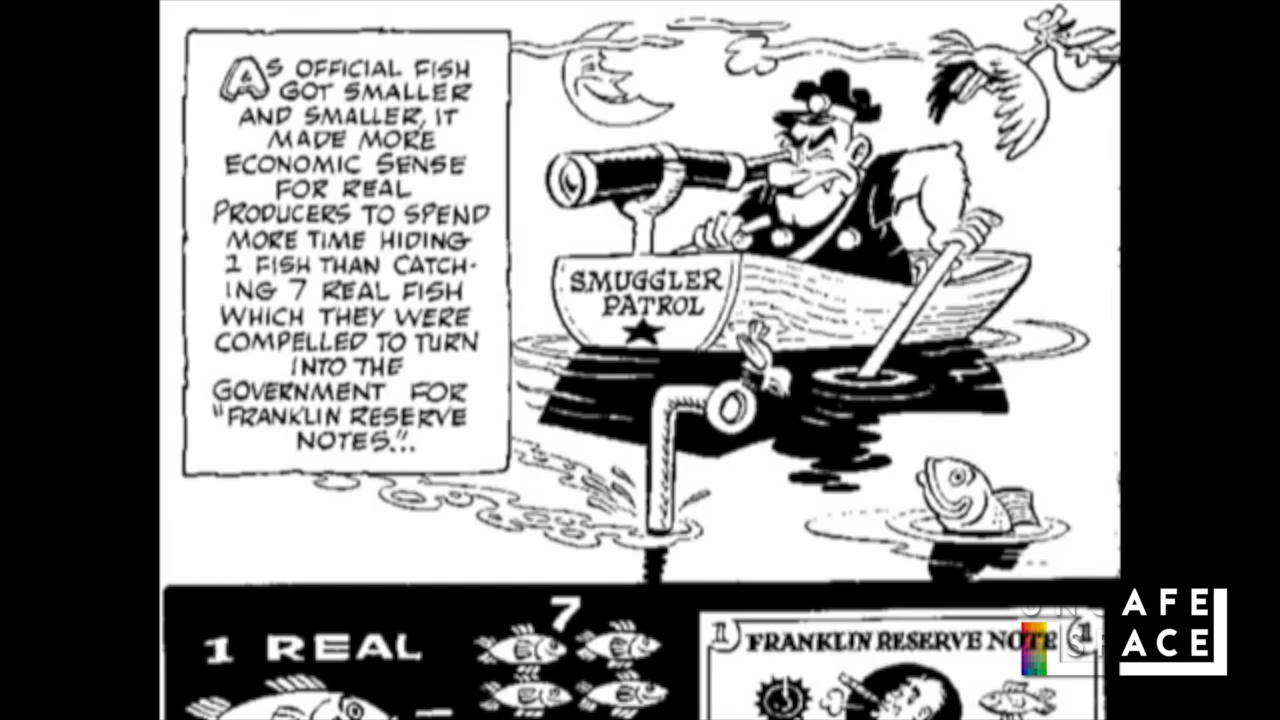 AS OFFICIAL FISH
GOT SMALLER
AND SMALLER, IT
MADE MORE
ECONOMIC SENSE
FOR REAL
PRODUCERS TO SPEND
MORE TIME HIDING
1 FISH THAN CATCH-
ING 7 REAL FISH
WHICH THEY WERE
COMPELLED TO TURN
INTO THE
GOVERNMENT FOR
"FRANKLIN RESERVE
NOTES."..
SMUGGLER
PATROL
7
1 REAL
1 FRANKLIN RESERVE NOTE 1
AFE
ACE